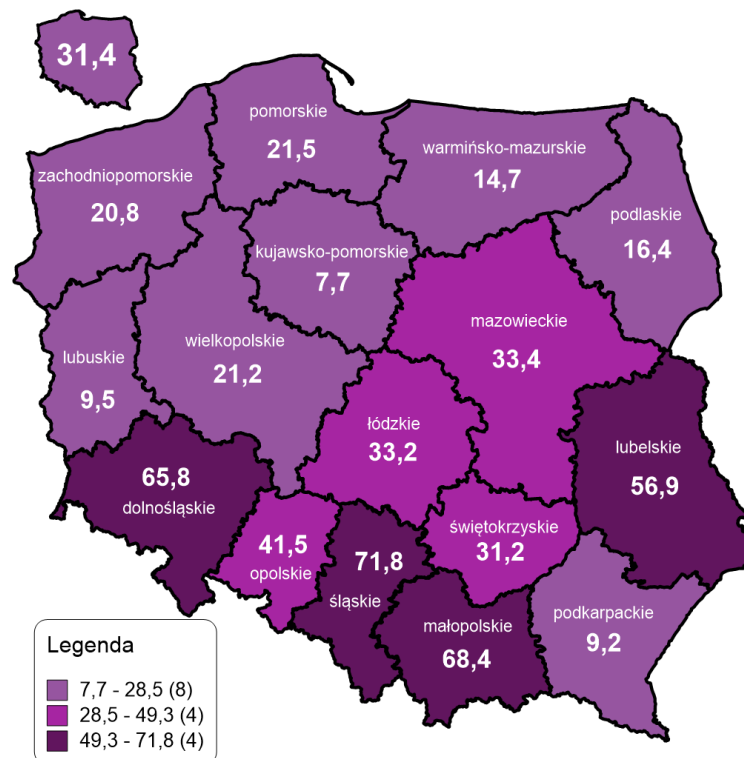 31,4
pomorskie
21,5
warmińsko-mazurskie
14,7
zachodniopomorskie
20,8
podlaskie
16,4
kujawsko-pomorskie
7,7
mazowieckie
33,4
wielkopolskie
21,2
lubuskie
9,5
łódzkie
33,2
lubelskie
56,9
65,8
dolnośląskie
świętokrzyskie
31,2
41,5
opolskie
71,8
śląskie
małopolskie
68,4
podkarpackie
9,2
Legenda
7,7 - 28,5 (8)
28,5 - 49,3 (4)
49,3 - 71,8 (4)